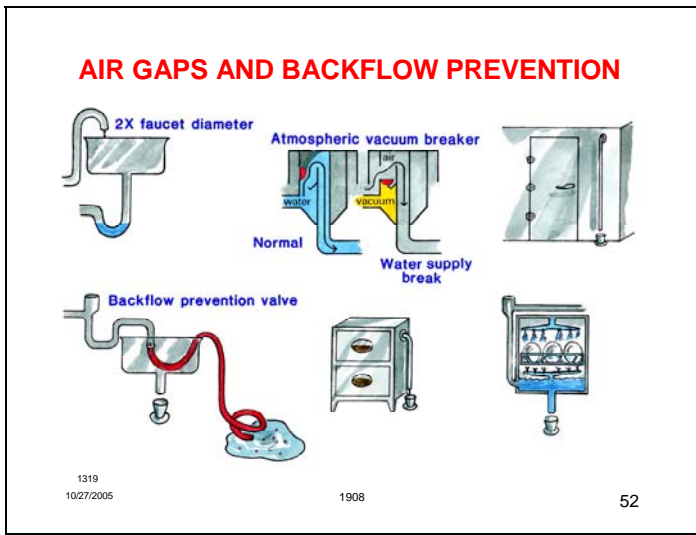 AIR GAPS AND BACKFLOW PREVENTION
2X faucet diameter
Atmospheric vacuum breaker
air
water
vacuum
Normal
Water supply
break
Backflow prevention valve
1319
10/27/2005
1908
52